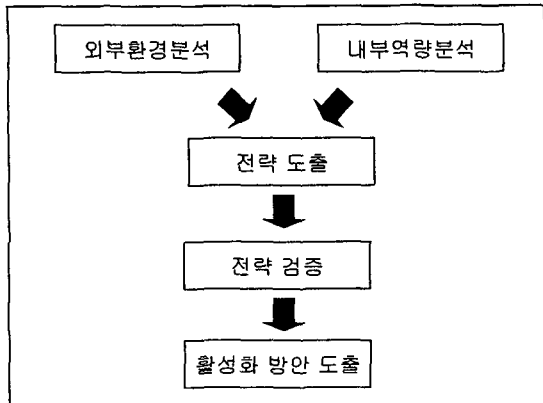 외부환경분석
내부역량분석
전략 도출
전략 검증
활성화 방안 도출